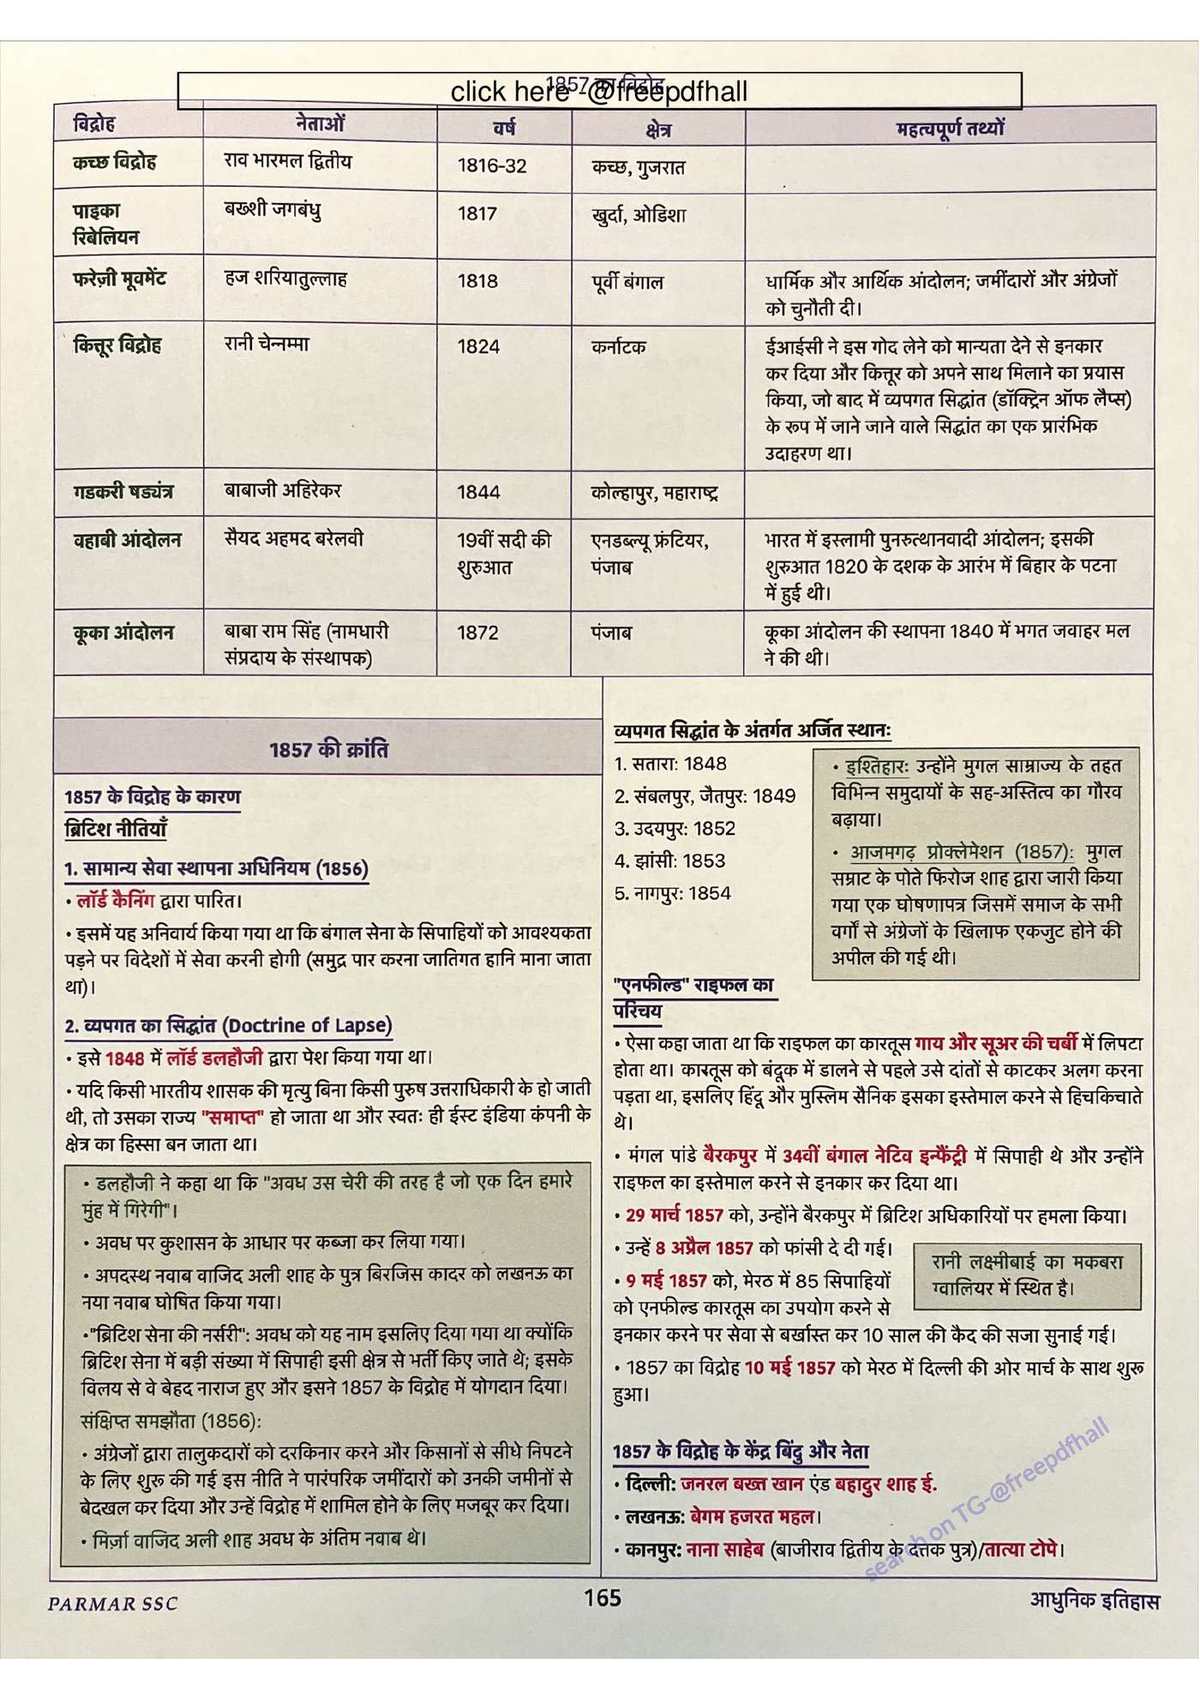 1857 का विद्रोह
click here -@freepdfhall
विद्रोह नेताओं वर्ष क्षेत्र महत्वपूर्ण तथ्यों
कच्छ विद्रोह राव भारमल द्वितीय 1816-32 कच्छ, गुजरात
पाइका बख्शी जगबंधु 1817 खुर्दा, ओडिशा
रिबेलियन
फरेज़ी मूवमेंट हज शरियातुल्लाह 1818 पूर्वी बंगाल धार्मिक और आर्थिक आंदोलन; जमींदारों और अंग्रेजों
को चुनौती दी।
कित्तूर विद्रोह रानी चेन्नम्मा 1824 कर्नाटक ईआईसी ने इस गोद लेने को मान्यता देने से इनकार
कर दिया और कित्तूर को अपने साथ मिलाने का प्रयास
किया, जो बाद में व्यपगत सिद्धांत (डॉक्ट्रिन ऑफ लैप्स)
के रूप में जाने जाने वाले सिद्धांत का एक प्रारंभिक
उदाहरण था।
गडकरी षड्यंत्र बाबाजी अहिरेकर 1844 कोल्हापुर, महाराष्ट्र
वहाबी आंदोलन सैयद अहमद बरेलवी 19वीं सदी की एनडब्ल्यू फ्रंटियर, भारत में इस्लामी पुनरुत्थानवादी आंदोलन; इसकी
शुरुआत पंजाब शुरुआत 1820 के दशक के आरंभ में बिहार के पटना
में हुई थी।
कूका आंदोलन बाबा राम सिंह (नामधारी 1872 पंजाब कूका आंदोलन की स्थापना 1840 में भगत जवाहर मल
संप्रदाय के संस्थापक) ने की थी।
1857 की क्रांति
1857 के विद्रोह के कारण
ब्रिटिश नीतियाँ
1. सामान्य सेवा स्थापना अधिनियम (1856)
• लॉर्ड कैनिंग द्वारा पारित।
• इसमें यह अनिवार्य किया गया था कि बंगाल सेना के सिपाहियों को आवश्यकता
पड़ने पर विदेशों में सेवा करनी होगी (समुद्र पार करना जातिगत हानि माना जाता
था)।
2. व्यपगत का सिद्धांत (Doctrine of Lapse)
• इसे 1848 में लॉर्ड डलहौजी द्वारा पेश किया गया था।
• यदि किसी भारतीय शासक की मृत्यु बिना किसी पुरुष उत्तराधिकारी के हो जाती
थी, तो उसका राज्य "समाप्त" हो जाता था और स्वतः ही ईस्ट इंडिया कंपनी के
क्षेत्र का हिस्सा बन जाता था।
• डलहौजी ने कहा था कि "अवध उस चेरी की तरह है जो एक दिन हमारे
मुंह में गिरेगी"।
• अवध पर कुशासन के आधार पर कब्जा कर लिया गया।
• अपदस्थ नवाब वाजिद अली शाह के पुत्र बिरजिस कादर को लखनऊ का
नया नवाब घोषित किया गया।
•"ब्रिटिश सेना की नर्सरी": अवध को यह नाम इसलिए दिया गया था क्योंकि
ब्रिटिश सेना में बड़ी संख्या में सिपाही इसी क्षेत्र से भर्ती किए जाते थे; इसके
विलय से वे बेहद नाराज हुए और इसने 1857 के विद्रोह में योगदान दिया।
संक्षिप्त समझौता (1856):
• अंग्रेजों द्वारा तालुकदारों को दरकिनार करने और किसानों से सीधे निपटने
के लिए शुरू की गई इस नीति ने पारंपरिक जमींदारों को उनकी जमीनों से
बेदखल कर दिया और उन्हें विद्रोह में शामिल होने के लिए मजबूर कर दिया।
• मिर्ज़ा वाजिद अली शाह अवध के अंतिम नवाब थे।
व्यपगत सिद्धांत के अंतर्गत अर्जित स्थानः
1. साताराः 1848
2. संबलपुर, जैतपुर: 1849
3. उदयपुर: 1852
4. झांसी: 1853
5. नागपुर: 1854
• इश्तिहारः उन्होंने मुगल साम्राज्य के तहत
विभिन्न समुदायों के सह-अस्तित्व का गौरव
बढ़ाया।
• आजमगढ़ प्रोक्लेमेशन (1857): मुगल
सम्राट के पोते फिरोज शाह द्वारा जारी किया
गया एक घोषणापत्र जिसमें समाज के सभी
वर्गों से अंग्रेजों के खिलाफ एकजुट होने की
अपील की गई थी।
"एनफील्ड" राइफल का
परिचय
• ऐसा कहा जाता था कि राइफल का कारतूस गाय और सूअर की चर्बी में लिपटा
होता था। कारतूस को बंदूक में डालने से पहले उसे दांतों से काटकर अलग करना
पड़ता था, इसलिए हिंदू और मुस्लिम सैनिक इसका इस्तेमाल करने से हिचकिचाते
थे।
• मंगल पांडे बैरकपुर में 34वीं बंगाल नेटिव इन्फैंट्री में सिपाही थे और उन्होंने
राइफल का इस्तेमाल करने से इनकार कर दिया था।
• 29 मार्च 1857 को, उन्होंने बैरकपुर में ब्रिटिश अधिकारियों पर हमला किया।
• उन्हें 8 अप्रैल 1857 को फांसी दे दी गई।
• 9 मई 1857 को, मेरठ में 85 सिपाहियों
को एनफील्ड कारतूस का उपयोग करने से
इनकार करने पर सेवा से बर्खास्त कर 10 साल की कैद की सजा सुनाई गई।
रानी लक्ष्मीबाई का मकबरा
ग्वालियर में स्थित है।
• 1857 का विद्रोह 10 मई 1857 को मेरठ में दिल्ली की ओर मार्च के साथ शुरू
हुआ।
1857 के विद्रोह के केंद्र बिंदु और नेता
• दिल्ली: जनरल बख्त खान एंड बहादुर शाह ई.
• लखनऊ: बेगम हजरत महल।
• कानपुर: नाना साहेब (बाजीराव द्वितीय के दत्तक पुत्र)/तात्या टोपे।
search on TG-@freepdfhall
PARMAR SSC 165 आधुनिक इतिहास